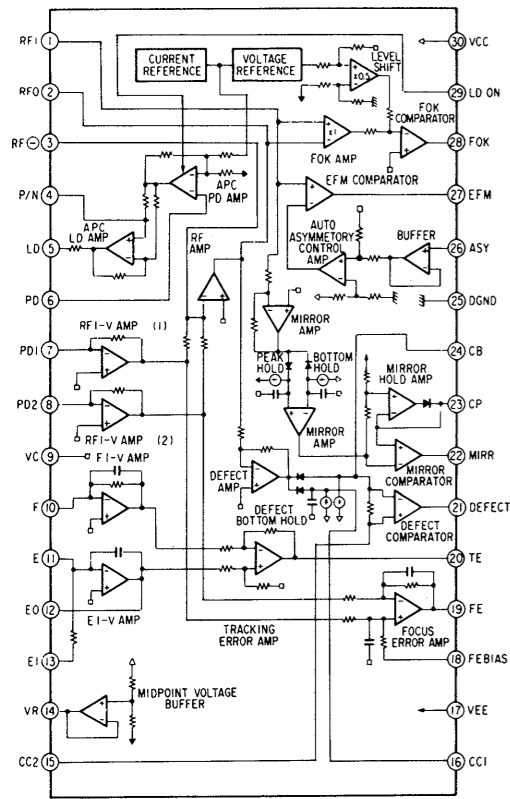 RFI 1
RFO 2
RF⊖ 3
P/N 4
LD 5
PD 6
PD1 7
PD2 8
VC 9
F 10
E 11
EO 12
EI 13
VR 14
CC2 15
30 VCC
29 LD ON
28 FOK
27 EFM
26 ASY
25 DGND
24 CB
23 CP
22 MIRR
21 DEFECT
20 TE
19 FE
18 FEBIAS
17 VEE
16 CC1
CURRENT
REFERENCE
VOLTAGE
REFERENCE
LEVEL
SHIFT
x0.5
x1
FOK
COMPARATOR
FOK AMP
EFM COMPARATOR
APC
PD AMP
APC
LD
AMP
RF
AMP
AUTO
ASYMMETORY
CONTROL
AMP
BUFFER
MIRROR
AMP
RFI-V AMP (1)
RFI-V AMP (2)
PEAK
HOLD
BOTTOM
HOLD
MIRROR
HOLD AMP
MIRROR
AMP
MIRROR
COMPARATOR
FI-V AMP
DEFECT
AMP
DEFECT
BOTTOM HOLD
DEFECT
COMPARATOR
EI-V AMP
TRACKING
ERROR AMP
FOCUS
ERROR AMP
MIDPOINT VOLTAGE
BUFFER